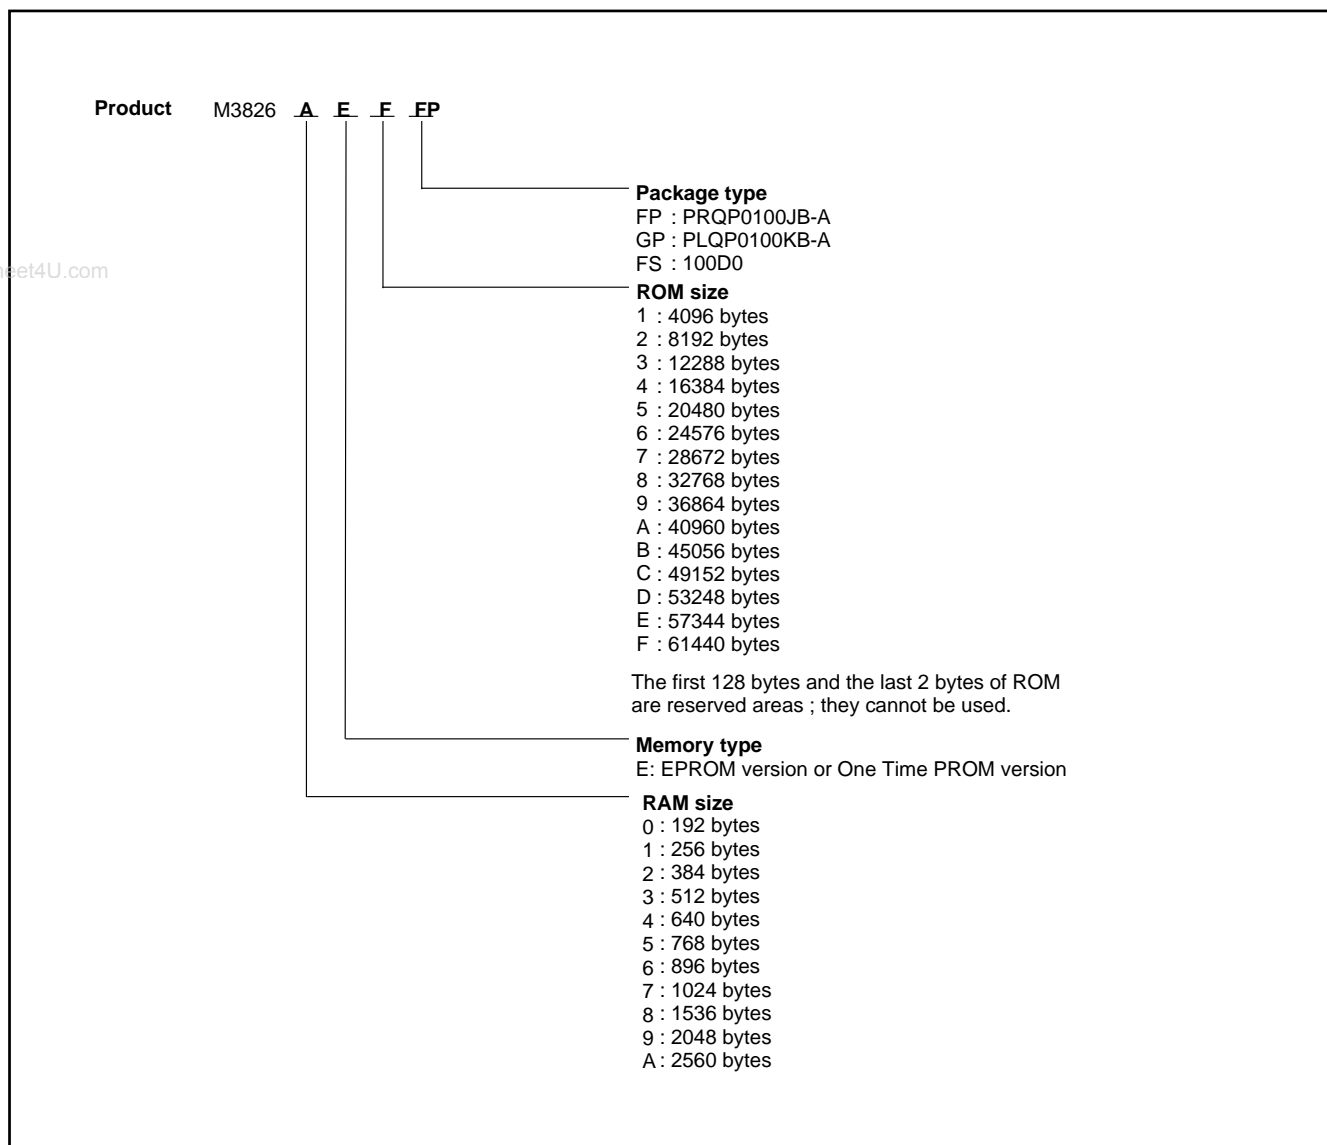 Product M3826 A E F FP
Package type
FP : PRQP0100JB-A
GP : PLQP0100KB-A
FS : 100D0
eet4U.com
ROM size
1 : 4096 bytes
2 : 8192 bytes
3 : 12288 bytes
4 : 16384 bytes
5 : 20480 bytes
6 : 24576 bytes
7 : 28672 bytes
8 : 32768 bytes
9 : 36864 bytes
A : 40960 bytes
B : 45056 bytes
C : 49152 bytes
D : 53248 bytes
E : 57344 bytes
F : 61440 bytes
The first 128 bytes and the last 2 bytes of ROM
are reserved areas ; they cannot be used.
Memory type
E: EPROM version or One Time PROM version
RAM size
0 : 192 bytes
1 : 256 bytes
2 : 384 bytes
3 : 512 bytes
4 : 640 bytes
5 : 768 bytes
6 : 896 bytes
7 : 1024 bytes
8 : 1536 bytes
9 : 2048 bytes
A : 2560 bytes